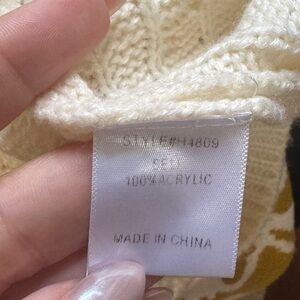 STYLE#H4809
SELF
100%ACRYLIC
MADE IN CHINA